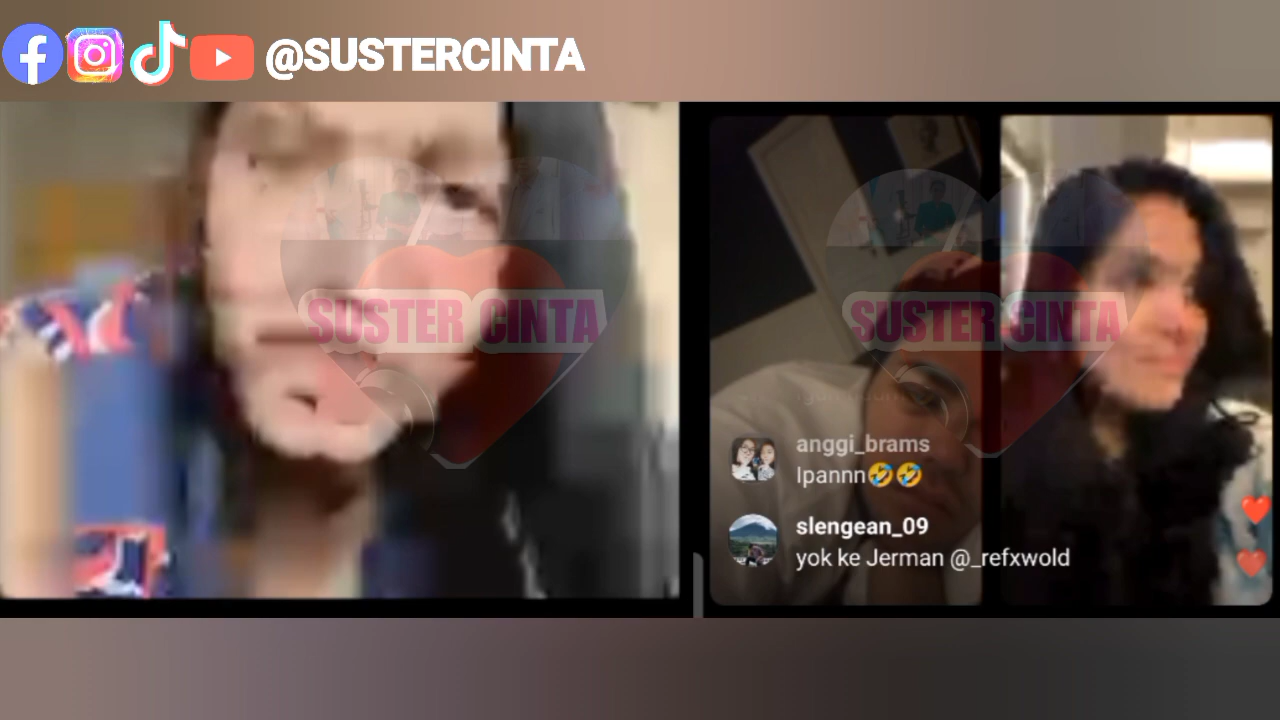 @SUSTERCINTA
SUSTER CINTA
SUSTER CINTA
anggi_brams
Ipannn🤣🤣
slengean_09
yok ke Jerman @_refxwold